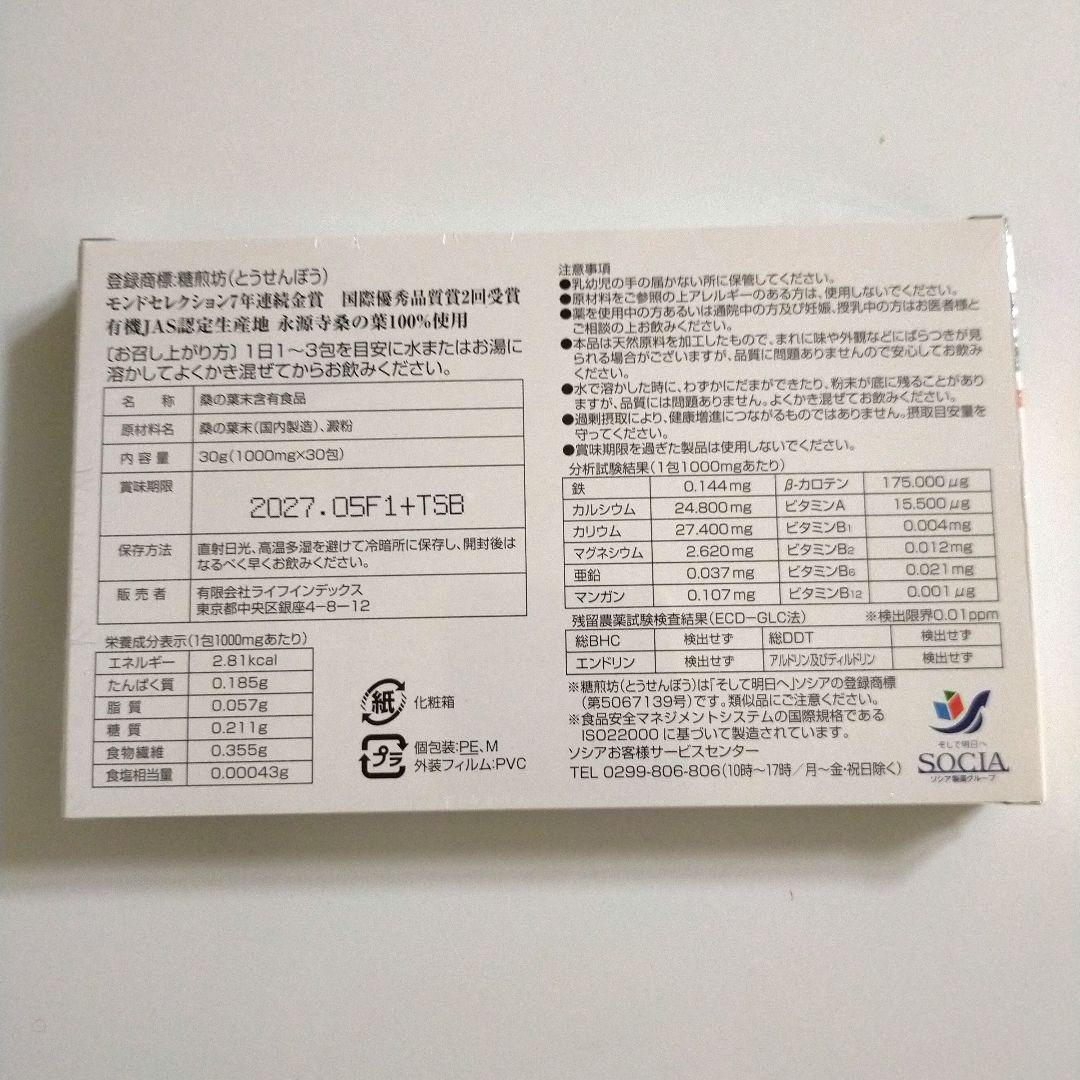 登録商標:糖煎坊(とうせんぼう)
モンドセレクション7年連続金賞　国際優秀品質賞2回受賞
有機JAS認定生産地 永源寺桑の葉100%使用
〔お召し上がり方〕1日1〜3包を目安に水またはお湯に
溶かしてよくかき混ぜてからお飲みください。
名　称　桑の葉末含有食品
原材料名　桑の葉末(国内製造)、澱粉
内容量　30g(1000mg×30包)
賞味期限　2027.05F1+TSB
保存方法　直射日光、高温多湿を避けて冷暗所に保存し、開封後は
なるべく早くお飲みください。
販売者　有限会社ライフインデックス
東京都中央区銀座4-8-12
栄養成分表示(1包1000mgあたり)
エネルギー　2.81kcal
たんぱく質　0.185g
脂質　0.057g
糖質　0.211g
食物繊維　0.355g
食塩相当量　0.00043g
紙　化粧箱
プラ　個包装:PE、M
外装フィルム:PVC
注意事項
●乳幼児の手の届かない所に保管してください。
●原材料をご参照の上アレルギーのある方は、使用しないでください。
●薬を使用中の方あるいは通院中の方及び妊娠、授乳中の方はお医者様と
ご相談の上お飲みください。
●本品は天然原料を加工したもので、まれに味や外観などにばらつきが見
られる場合がございますが、品質に問題ありませんので安心してお飲み
ください。
●水で溶かした時に、わずかにだまができたり、粉末が底に残ることがあり
ますが、品質には問題ありません。よくかき混ぜてお飲みください。
●過剰摂取により、健康増進につながるものではありません。摂取目安量を
守ってください。
●賞味期限を過ぎた製品は使用しないでください。
分析試験結果(1包1000mgあたり)
鉄　0.144mg　β-カロテン　175.000μg
カルシウム　24.800mg　ビタミンA　15.500μg
カリウム　27.400mg　ビタミンB1　0.004mg
マグネシウム　2.620mg　ビタミンB2　0.012mg
亜鉛　0.037mg　ビタミンB6　0.021mg
マンガン　0.107mg　ビタミンB12　0.001μg
残留農薬試験検査結果(ECD-GLC法)　※検出限界0.01ppm
総BHC　検出せず　総DDT　検出せず
エンドリン　検出せず　アルドリン及びディルドリン　検出せず
※糖煎坊(とうせんぼう)は「そして明日へ」ソシアの登録商標
(第5067139号)です。類似品にご注意ください。
※食品安全マネジメントシステムの国際規格である
ISO22000に基づいて製造されています。
ソシアお客様サービスセンター
TEL 0299-806-806(10時〜17時/月〜金・祝日除く)
そして明日へ
SOCIA
ソシア製薬グループ